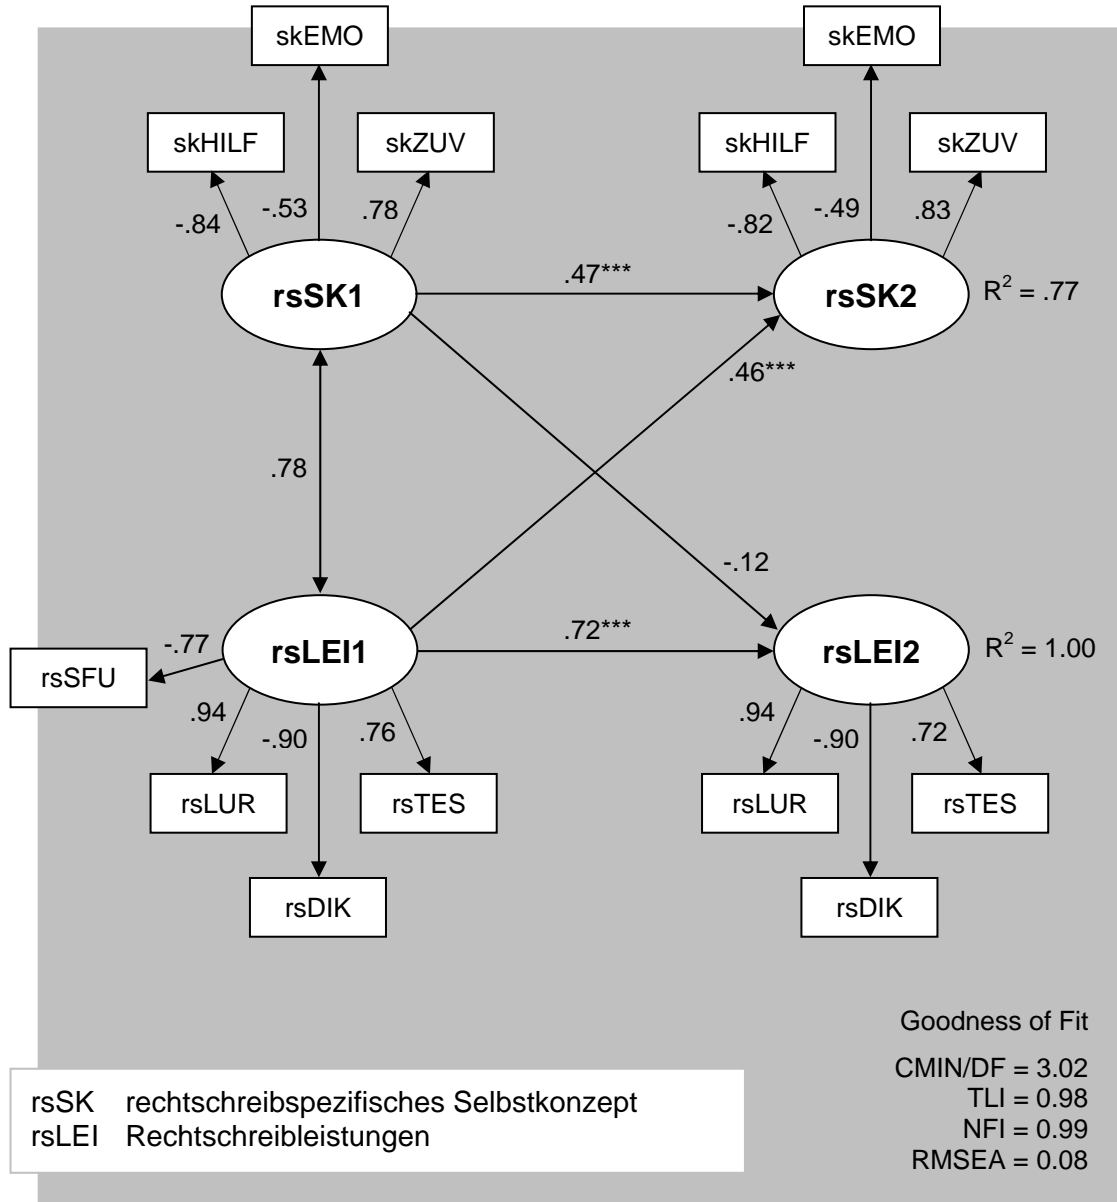 skEMO
skEMO
skHILF
skZUV
skHILF
skZUV
-.84
-.53
.78
-.82
-.49
.83
rsSK1
.47***
rsSK2
R² = .77
.46***
.78
-.12
-.77
rsLEI1
.72***
rsLEI2
R² = 1.00
rsSFU
.94
-.90
.76
.94
-.90
.72
rsLUR
rsTES
rsLUR
rsTES
rsDIK
rsDIK
Goodness of Fit
CMIN/DF = 3.02
TLI = 0.98
NFI = 0.99
RMSEA = 0.08
rsSK rechtschreibspezifisches Selbstkonzept
rsLEI Rechtschreibleistungen